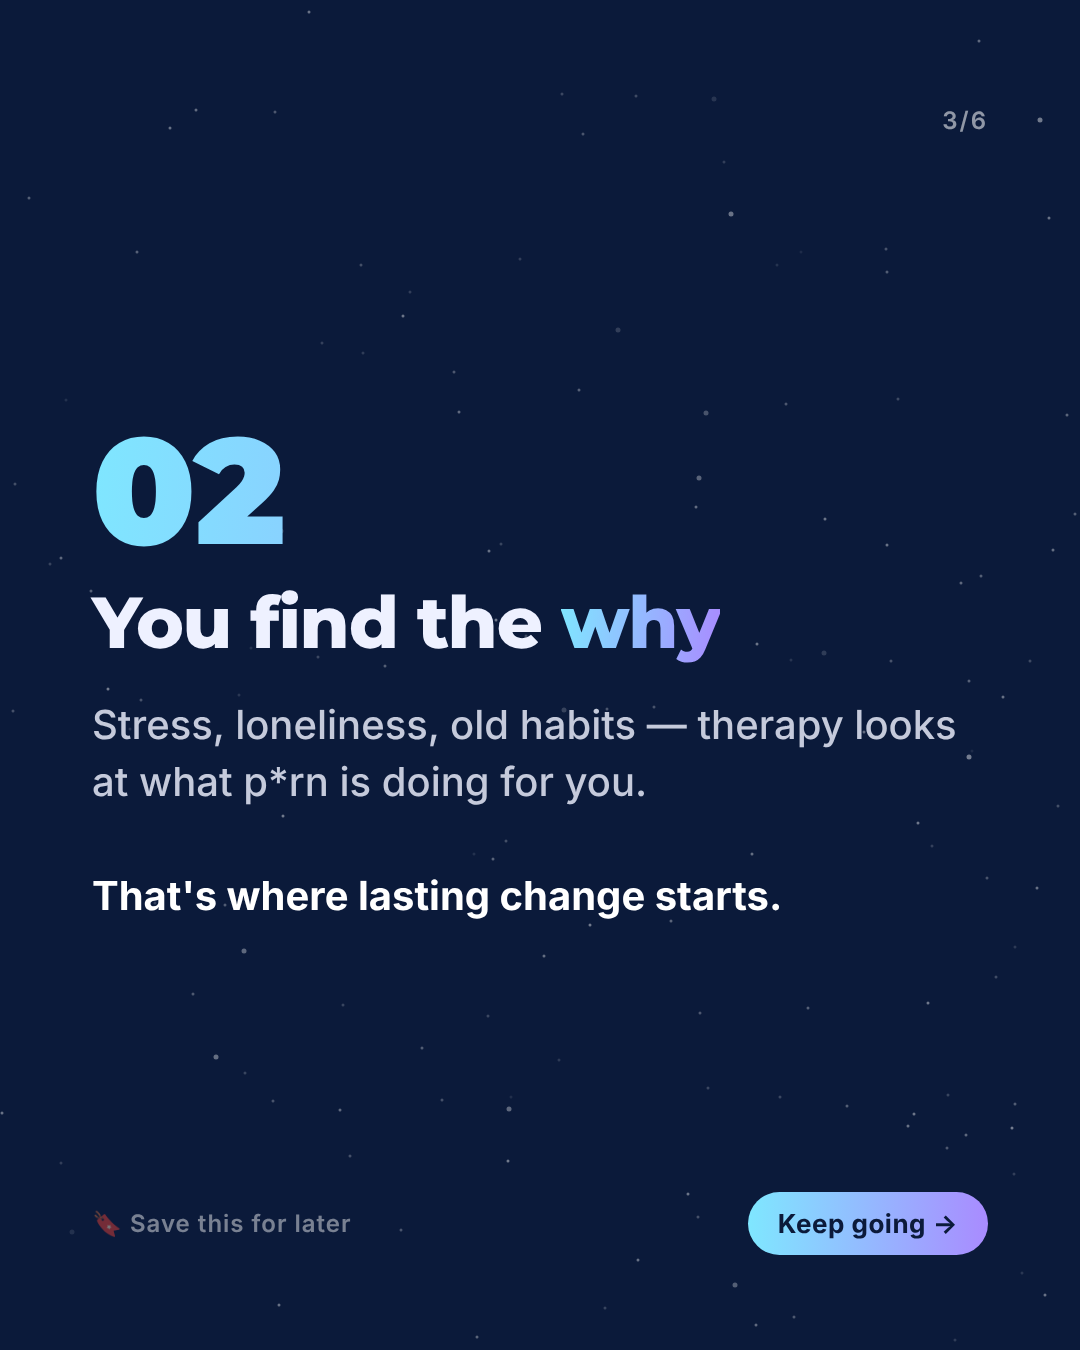 3/6
02
You find the why
Stress, loneliness, old habits — therapy looks
at what p*rn is doing for you.
That's where lasting change starts.
🔖 Save this for later
Keep going →